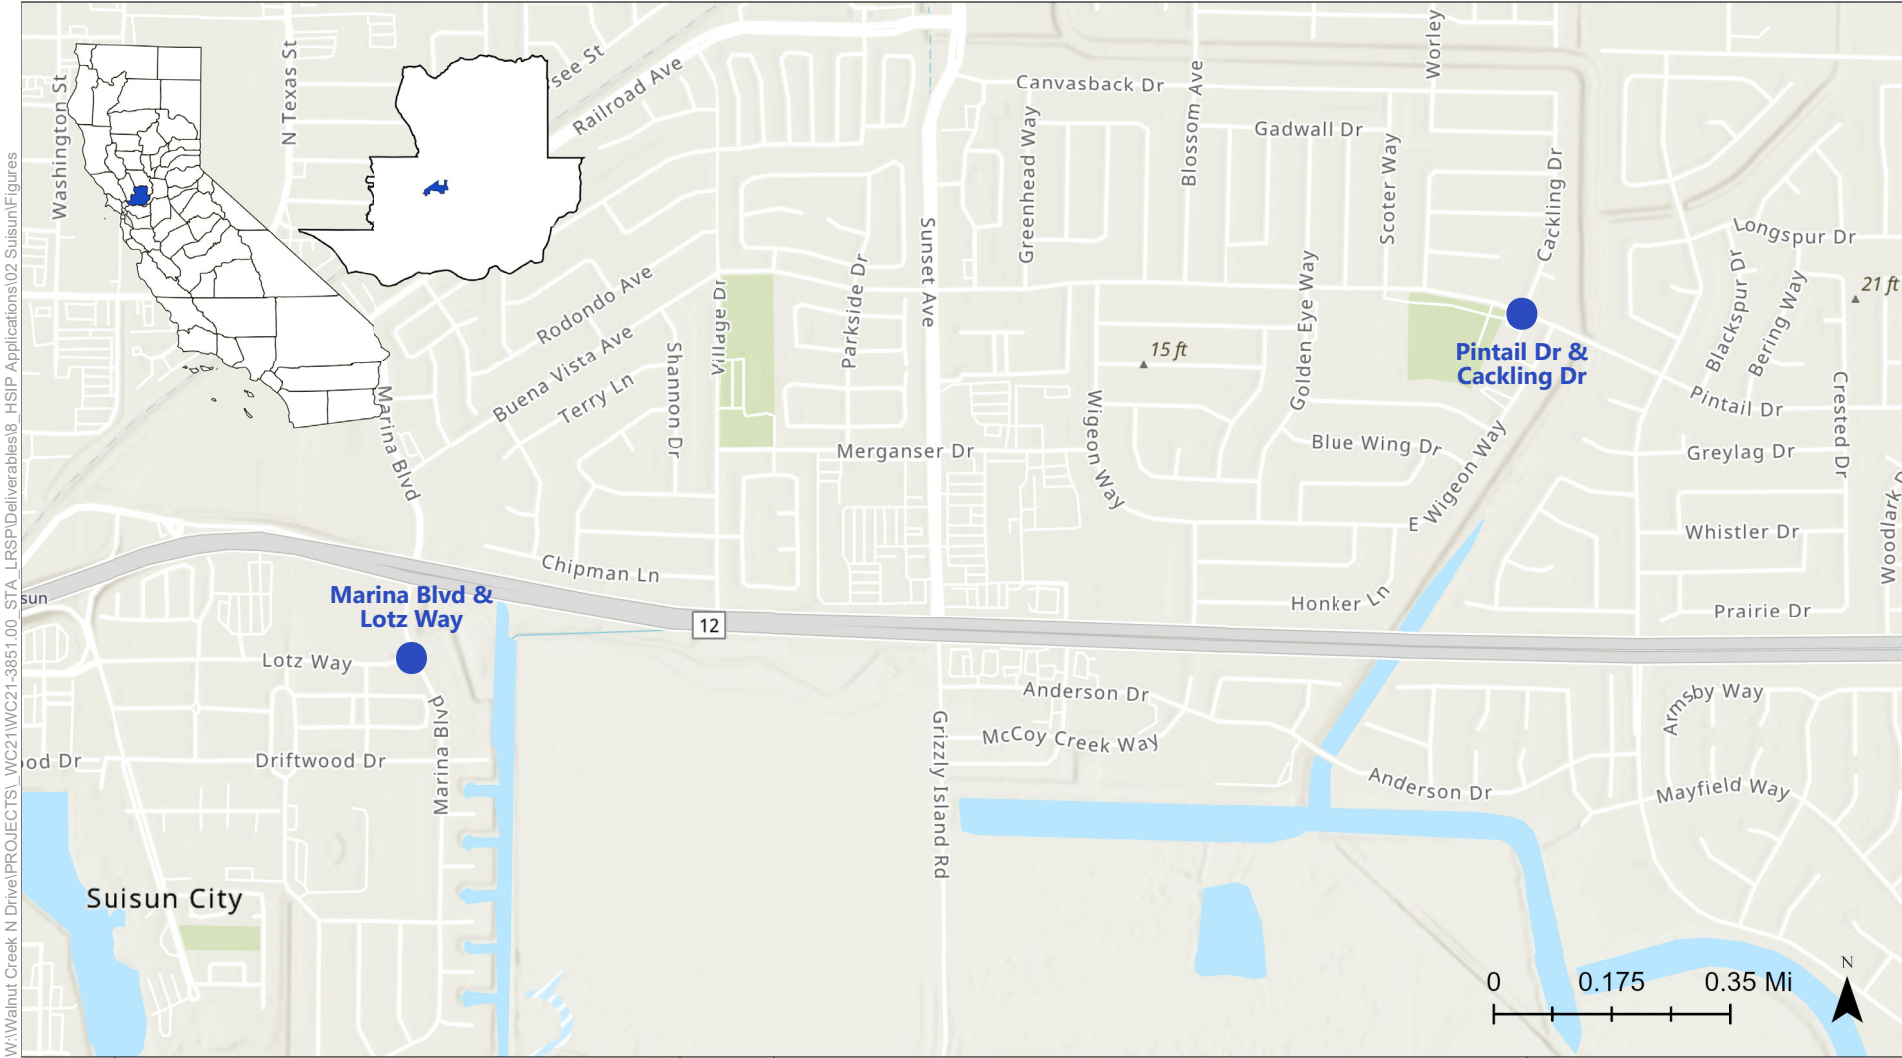 W:\Walnut Creek N Drive\PROJECTS\_WC21\WC21-3851.00_STA_LRSP\Deliverables\8_HSIP Applications\02 Suisun\Figures
Washington St
N Texas St
see St
Railroad Ave
Canvasback Dr
Worley
Blossom Ave
Gadwall Dr
Greenhead Way
Scoter Way
Cackling Dr
Sunset Ave
Longspur Dr
Blackspur Dr
Bering Way
21 ft
Rodondo Ave
Village Dr
Parkside Dr
Golden Eye Way
Buena Vista Ave
Shannon Dr
15 ft
Pintail Dr &
Cackling Dr
Terry Ln
Marina Blvd
Wigeon Way
Pintail Dr
Crested Dr
Merganser Dr
Blue Wing Dr
Greylag Dr
E Wigeon Way
Whistler Dr
Woodlark D
Chipman Ln
sun
Marina Blvd &
Lotz Way
Honker Ln
Prairie Dr
12
Lotz Way
Anderson Dr
Armsby Way
Marina Blvd
Grizzly Island Rd
McCoy Creek Way
ood Dr
Driftwood Dr
Anderson Dr
Mayfield Way
Suisun City
N
0 0.175 0.35 Mi